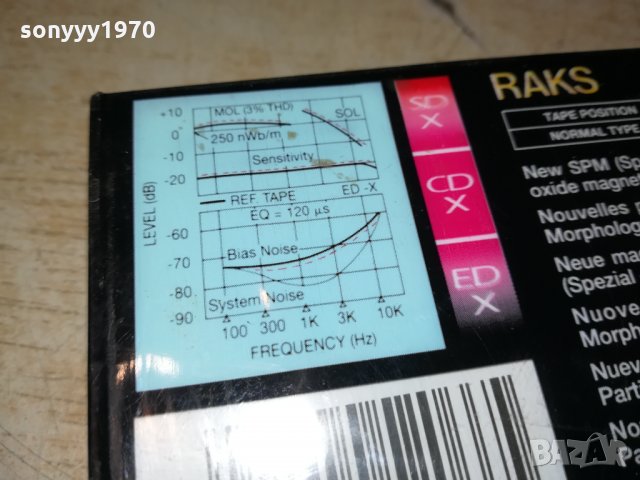 sonyyy1970
RAKS
SD X
CD X
ED X
TAPE POSITION
NORMAL TYPE
LEVEL (dB)
+10
0
-10
-20
MOL (3% THD)
SOL
250 nWb/m
Sensitivity
REF. TAPE
ED-X
EQ = 120 µs
-60
-70
-80
-90
Bias Noise
System Noise
100 300 1K 3K 10K
FREQUENCY (Hz)
New SPM (Sp
oxide magne
Nouvelles p
Morpholog
Neue ma
(Spezial
Nuove
Morph
Nuev
Part
No
Pa
BAZAR